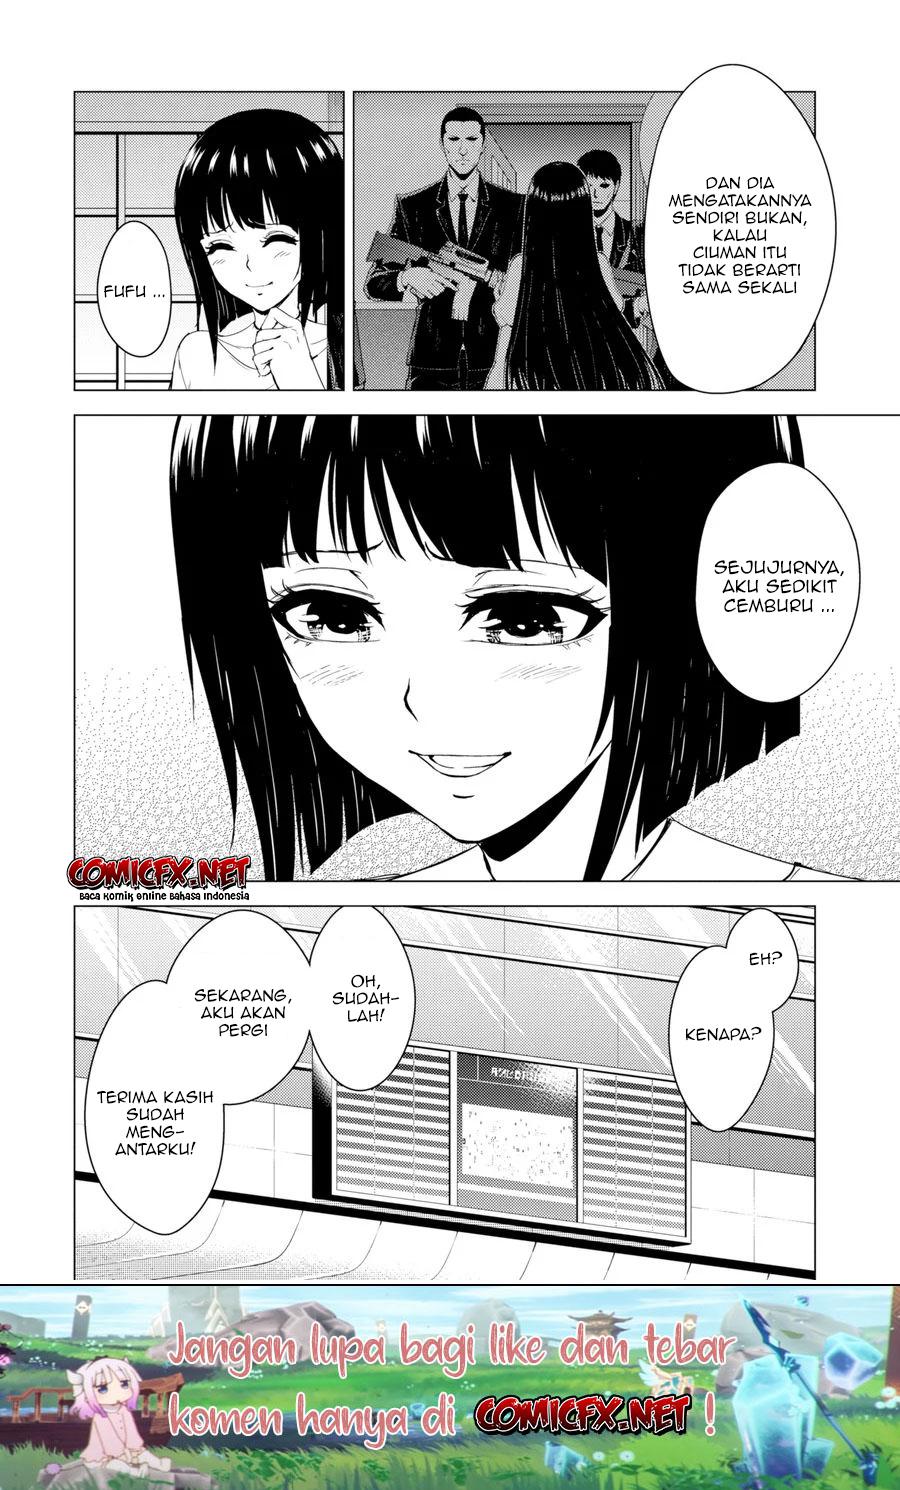 DAN DIA
MENGATAKANNYA
SENDIRI BUKAN,
KALAU
CIUMAN ITU
TIDAK BERARTI
SAMA SEKALI
FUFU ...
SEJUJURNYA,
AKU SEDIKIT
CEMBURU ...
COMICFX.NET
Baca Komik Online Bahasa Indonesia
EH?
KENAPA?
OH,
SUDAH-
LAH!
SEKARANG,
AKU AKAN
PERGI
TERIMA KASIH
SUDAH
MENG-
ANTARKU!
Jangan lupa bagi like dan tebar
komen hanya di COMICFX.NET !